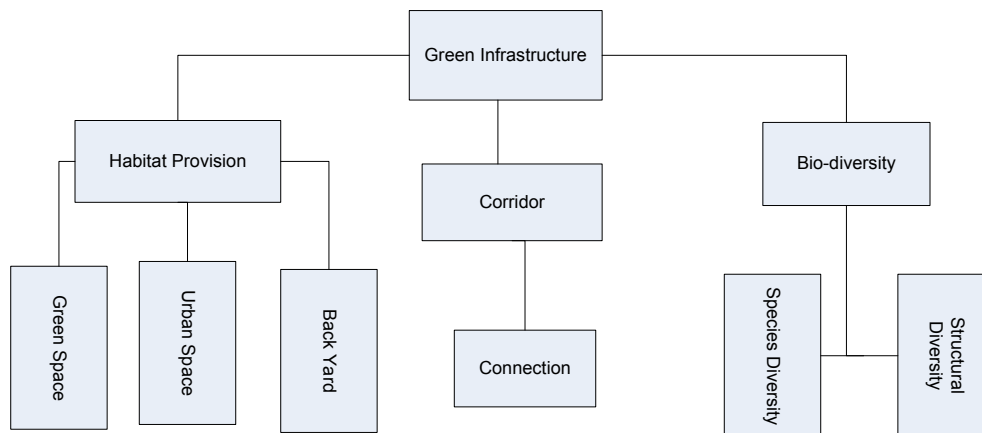 Green Infrastructure
Habitat Provision
Corridor
Bio-diversity
Green Space
Urban Space
Back Yard
Connection
Species Diversity
Structural
Diversity